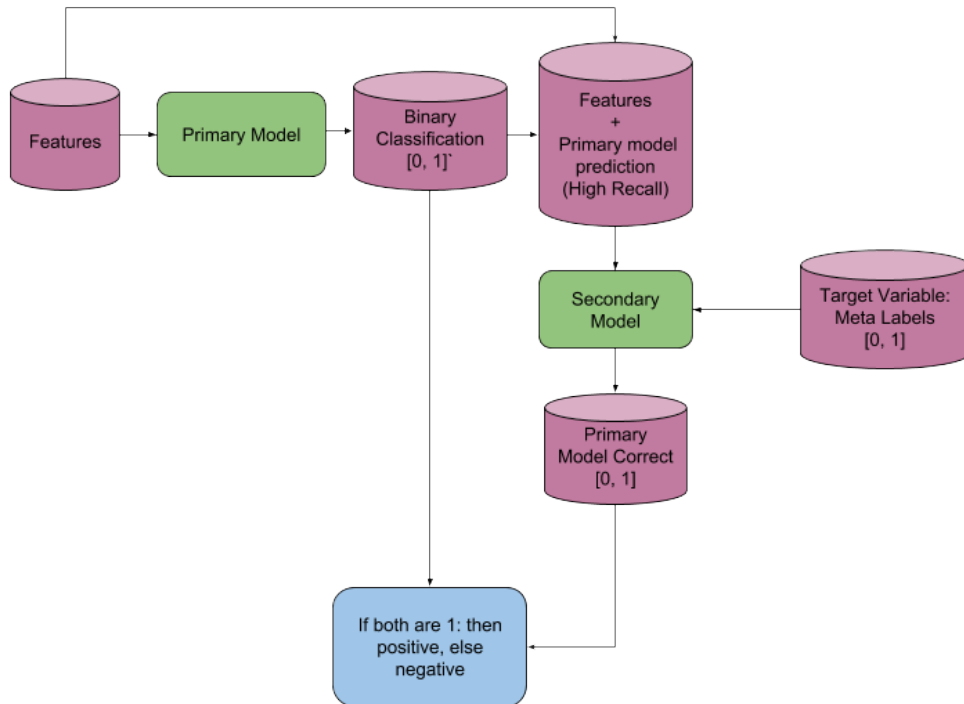 Features
Primary Model
Binary
Classification
[0, 1]`
Features
+
Primary model
prediction
(High Recall)
Secondary
Model
Target Variable:
Meta Labels
[0, 1]
Primary
Model Correct
[0, 1]
If both are 1: then
positive, else
negative